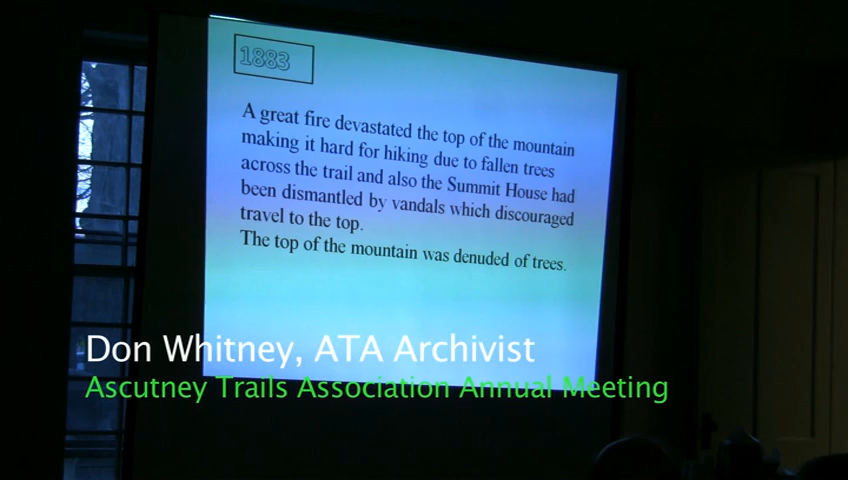 1883
A great fire devastated the top of the mountain
making it hard for hiking due to fallen trees
across the trail and also the Summit House had
been dismantled by vandals which discouraged
travel to the top.
The top of the mountain was denuded of trees.
Don Whitney, ATA Archivist
Ascutney Trails Association Annual Meeting